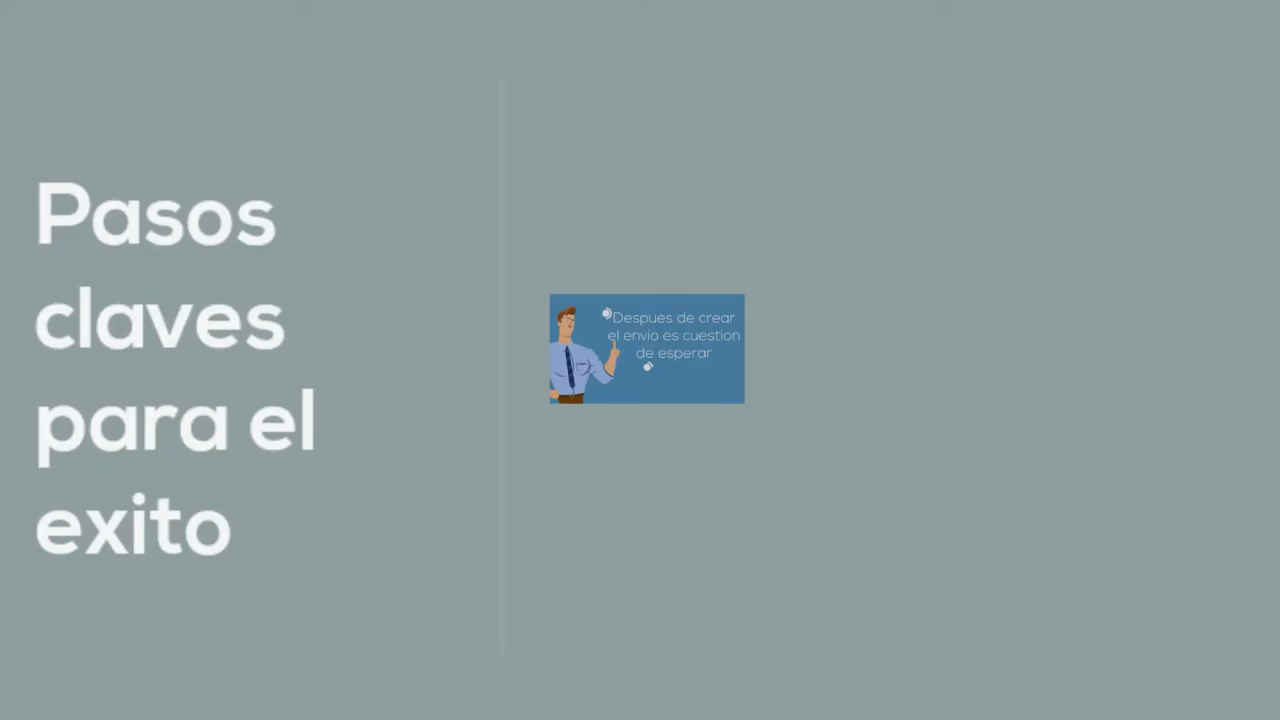 Pasos
claves
para el
exito
Despues de crear
el envio es cuestion
de esperar